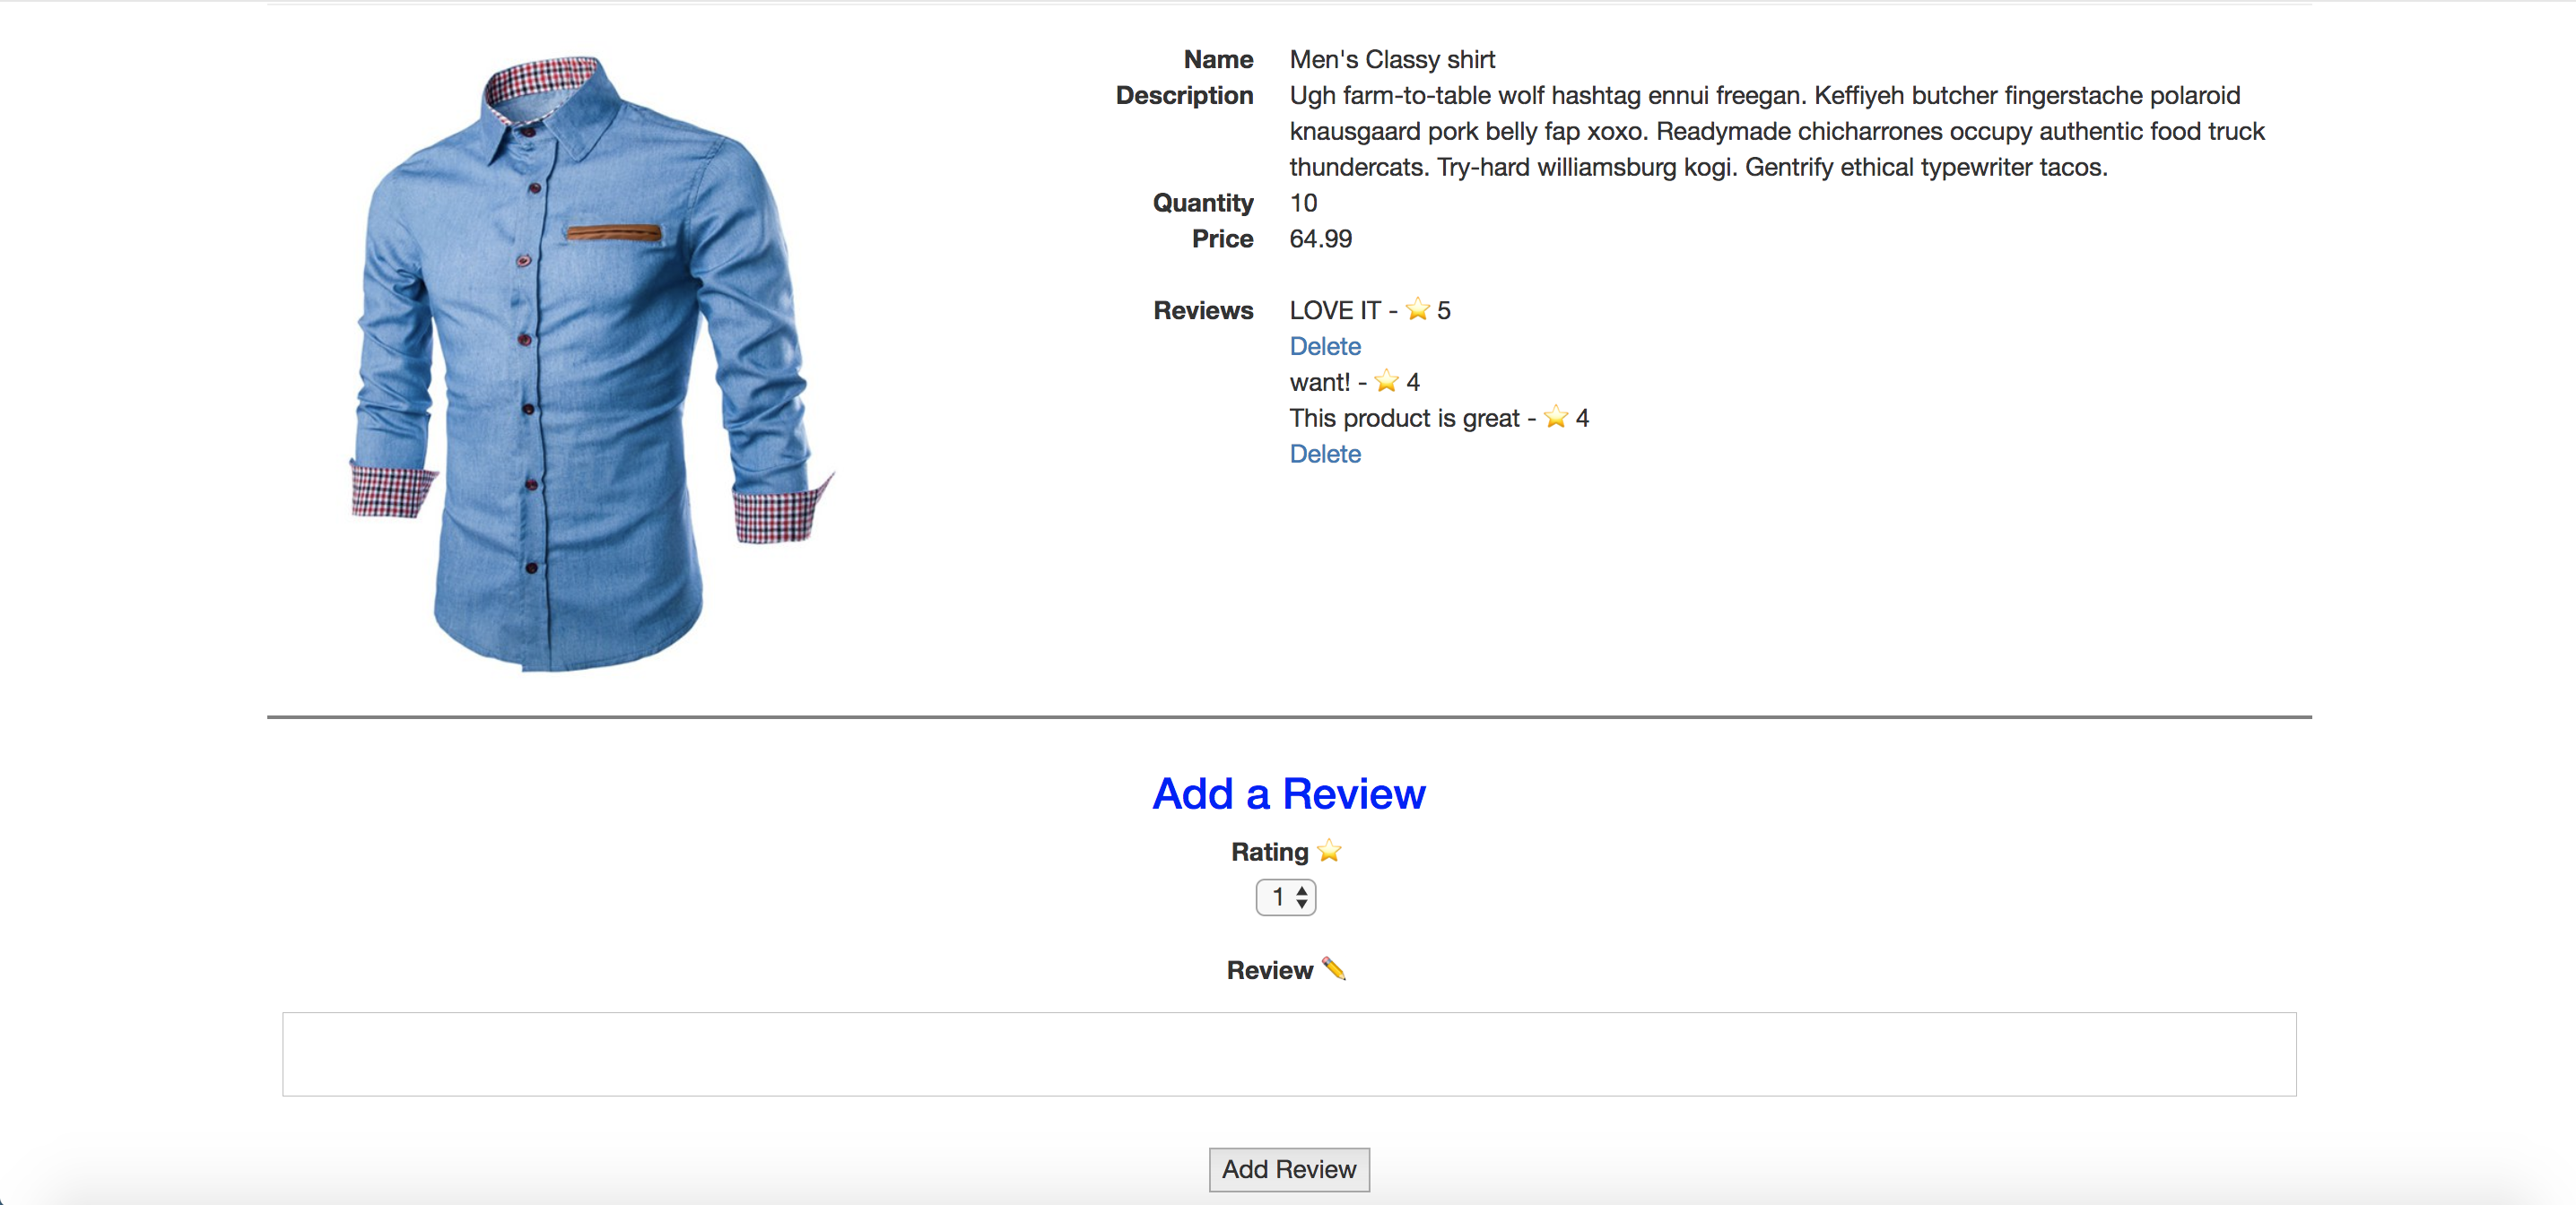 Name Men's Classy shirt
Description Ugh farm-to-table wolf hashtag ennui freegan. Keffiyeh butcher fingerstache polaroid
knausgaard pork belly fap xoxo. Readymade chicharrones occupy authentic food truck
thundercats. Try-hard williamsburg kogi. Gentrify ethical typewriter tacos.
Quantity 10
Price 64.99
Reviews LOVE IT - ⭐ 5
Delete
want! - ⭐ 4
This product is great - ⭐ 4
Delete
Add a Review
Rating ⭐
1
Review ✏️
Add Review